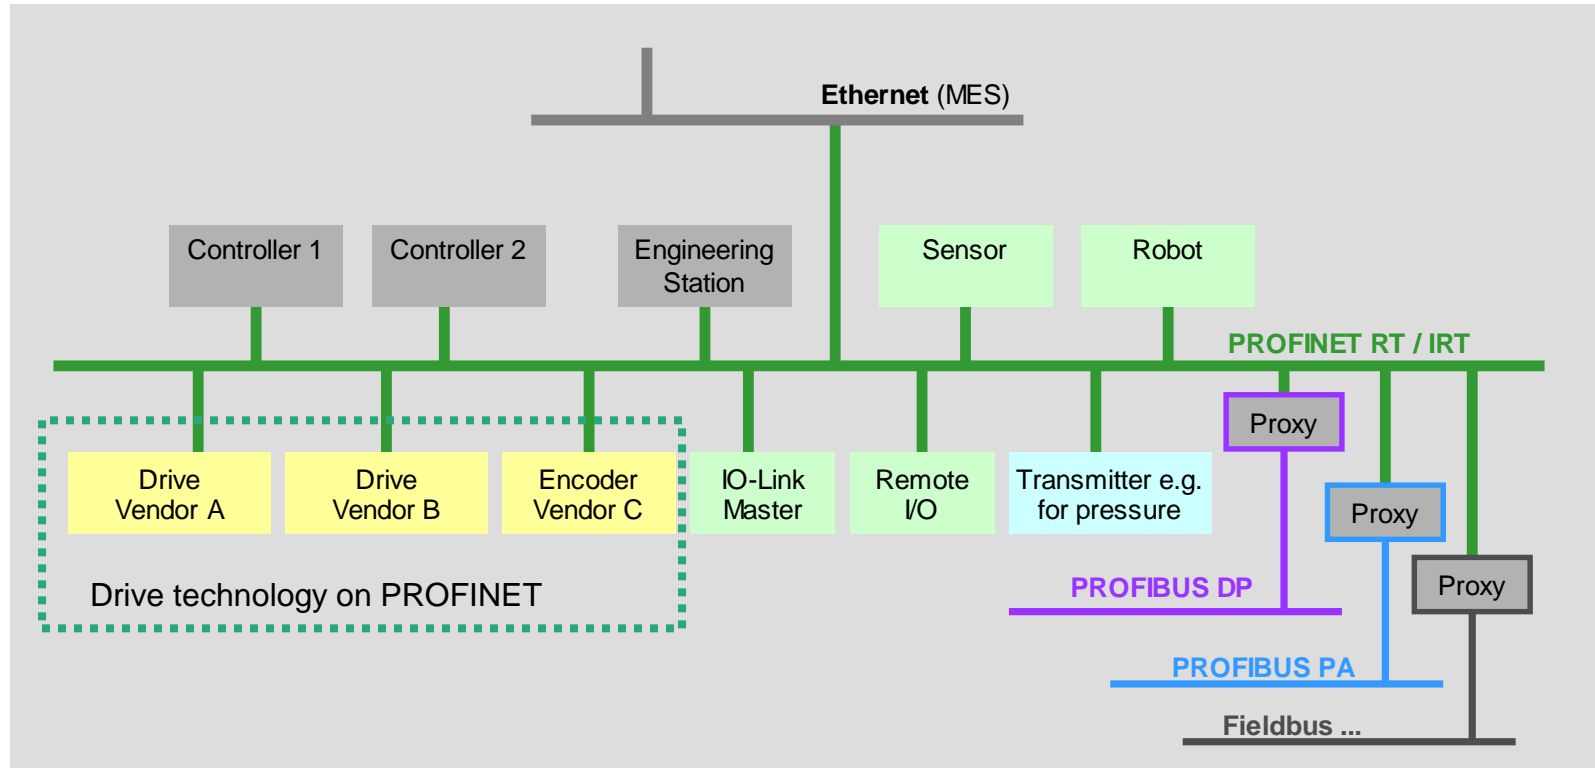 Ethernet (MES)
Controller 1
Controller 2
Engineering
Station
Sensor
Robot
PROFINET RT / IRT
Drive
Vendor A
Drive
Vendor B
Encoder
Vendor C
IO-Link
Master
Remote
I/O
Transmitter e.g.
for pressure
Proxy
Proxy
Proxy
Drive technology on PROFINET
PROFIBUS DP
PROFIBUS PA
Fieldbus ...